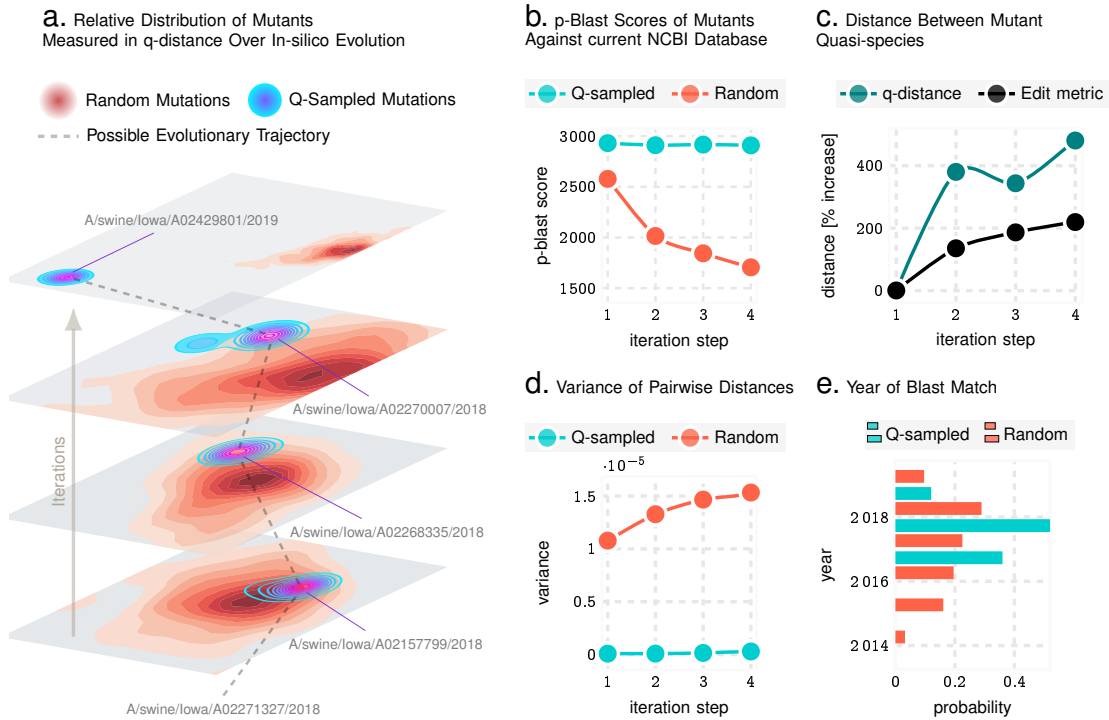 a. Relative Distribution of Mutants
Measured in q-distance Over In-silico Evolution
Random Mutations
Q-Sampled Mutations
Possible Evolutionary Trajectory
A/swine/Iowa/A02429801/2019
A/swine/Iowa/A02270007/2018
A/swine/Iowa/A02268335/2018
A/swine/Iowa/A02157799/2018
A/swine/Iowa/A02271327/2018
Iterations
b. p-Blast Scores of Mutants
Against current NCBI Database
Q-sampled Random
3000
2500
2000
1500
p-blast score
1 2 3 4
iteration step
c. Distance Between Mutant
Quasi-species
q-distance Edit metric
400
200
0
distance [% increase]
1 2 3 4
iteration step
d. Variance of Pairwise Distances
Q-sampled Random
·10⁻⁵
1.5
1
0.5
0
variance
1 2 3 4
iteration step
e. Year of Blast Match
Q-sampled Random
2018
2016
2014
year
0 0.2 0.4
probability